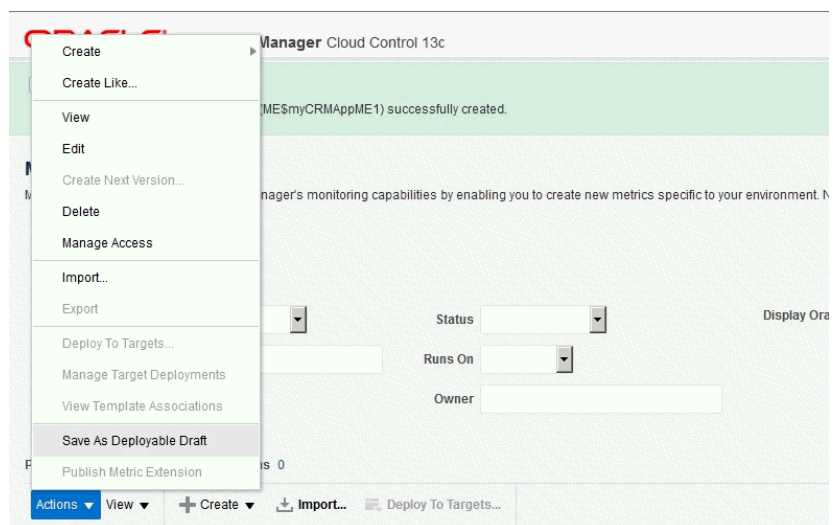 Manager Cloud Control 13c
(ME$myCRMAppME1) successfully created.
nager's monitoring capabilities by enabling you to create new metrics specific to your environment. N
Create
Create Like...
View
Edit
Create Next Version...
Delete
Manage Access
Import...
Export
Deploy To Targets...
Manage Target Deployments
View Template Associations
Save As Deployable Draft
Publish Metric Extension
Status
Display Ora
Runs On
Owner
s 0
Actions View Create Import... Deploy To Targets...